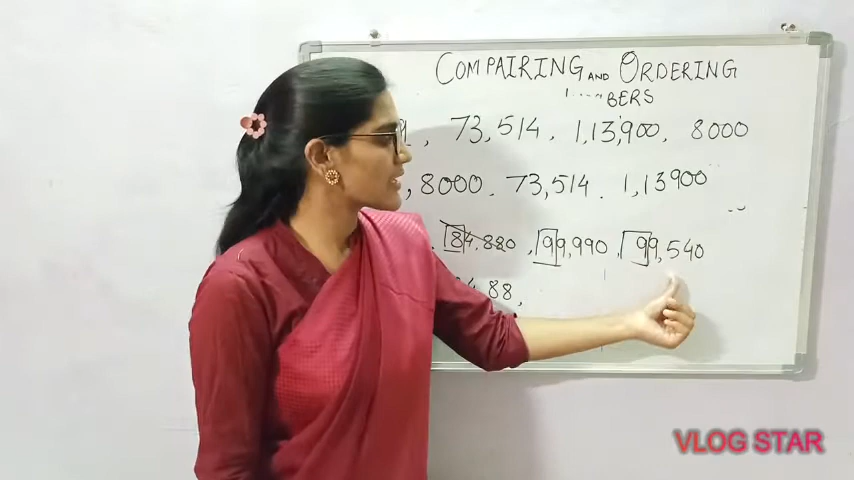 COMPAIRING AND ORDERING
BERS
, 73,514, 1,13,900, 8000
, 8000, 73,514. 1,13900
84,880, 99,990, 99,540
88,
VLOG STAR